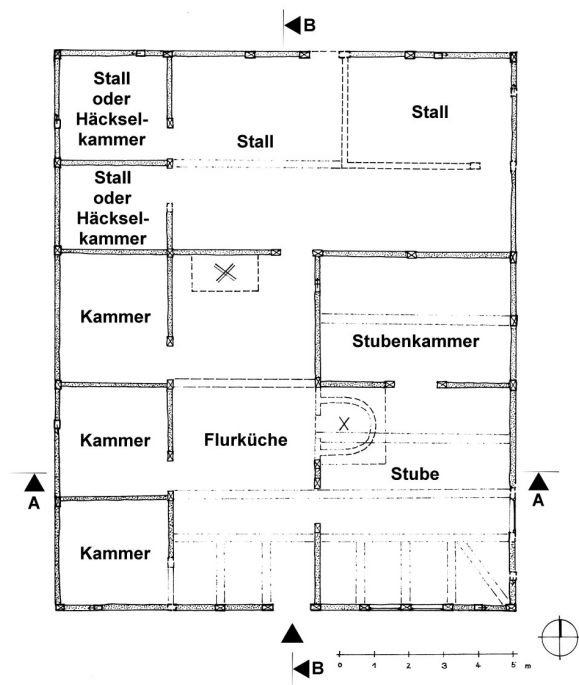 B
Stall
oder
Häcksel-
kammer
Stall
Stall
Stall
oder
Häcksel-
kammer
Kammer
Stubenkammer
Kammer
Flurküche
Stube
A
A
Kammer
B
0 1 2 3 4 5 m